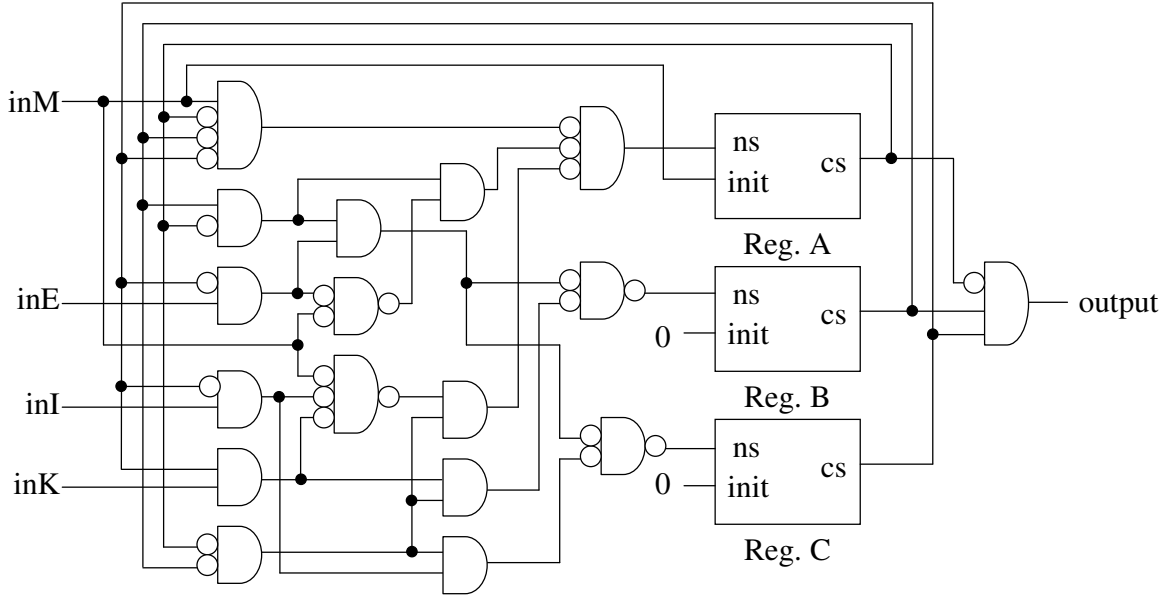 inM
inE
inI
inK
ns
cs
init
Reg. A
ns
cs
0
init
Reg. B
ns
cs
0
init
Reg. C
output